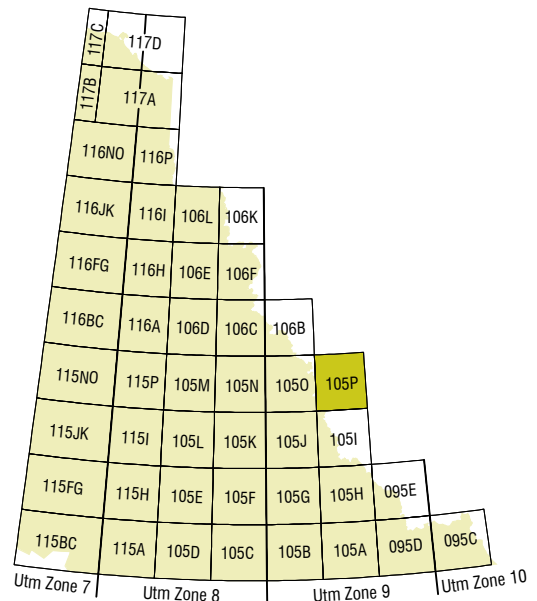 117C 117D
117B 117A
116NO 116P
116JK 116I 106L 106K
116FG 116H 106E 106F
116BC 116A 106D 106C 106B
115NO 115P 105M 105N 105O 105P
115JK 115I 105L 105K 105J 105I
115FG 115H 105E 105F 105G 105H 095E
115BC 115A 105D 105C 105B 105A 095D 095C
Utm Zone 7 Utm Zone 8 Utm Zone 9 Utm Zone 10